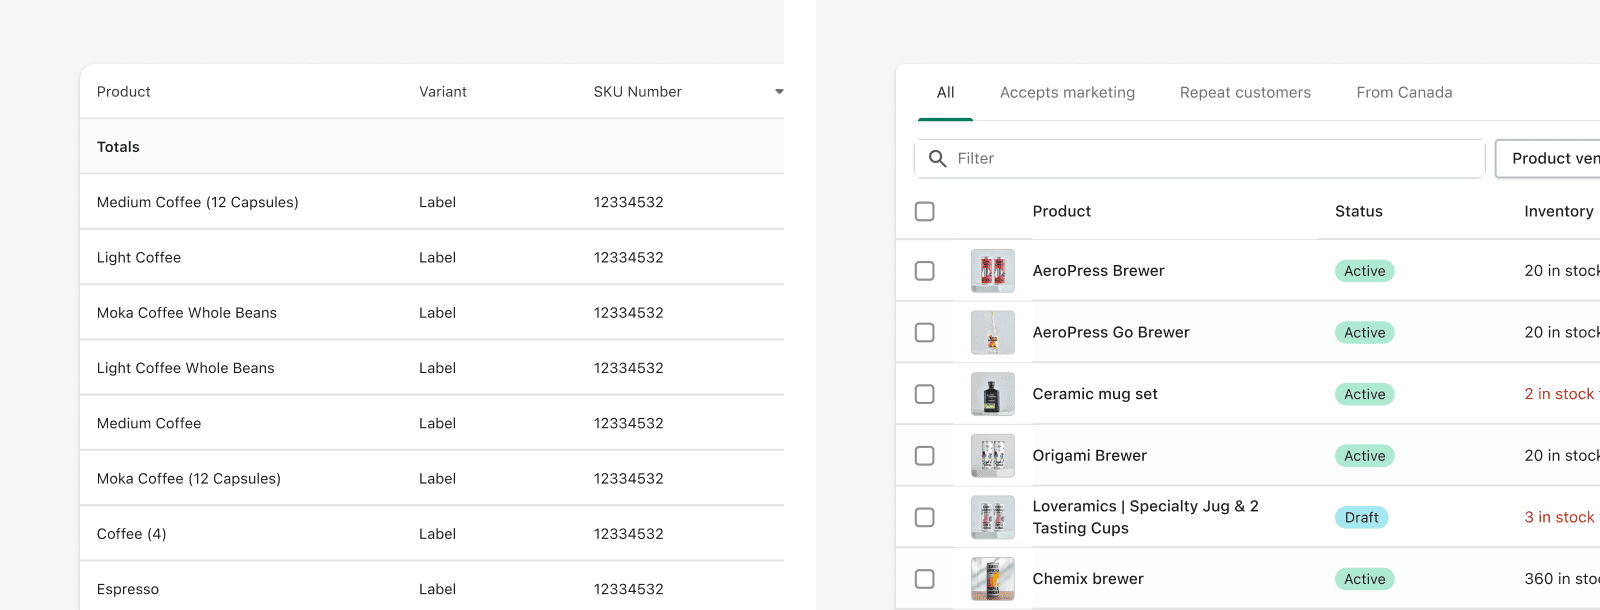 Product Variant SKU Number
Totals
Medium Coffee (12 Capsules) Label 12334532
Light Coffee Label 12334532
Moka Coffee Whole Beans Label 12334532
Light Coffee Whole Beans Label 12334532
Medium Coffee Label 12334532
Moka Coffee (12 Capsules) Label 12334532
Coffee (4) Label 12334532
Espresso Label 12334532
All Accepts marketing Repeat customers From Canada
Filter Product ven
Product Status Inventory
AeroPress Brewer Active 20 in stock
AeroPress Go Brewer Active 20 in stock
Ceramic mug set Active 2 in stock
Origami Brewer Active 20 in stock
Loveramics | Specialty Jug & 2
Tasting Cups Draft 3 in stock
Chemix brewer Active 360 in sto